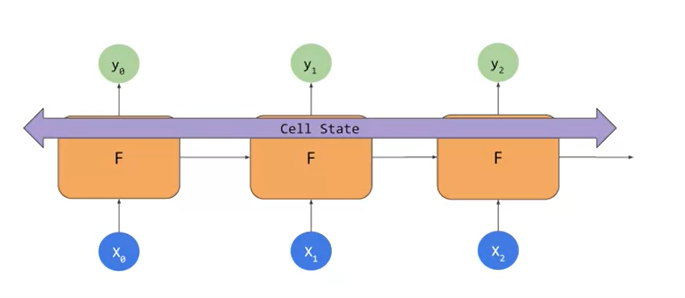 y₀ y₁ y₂
Cell State
F F F
X₀ X₁ X₂